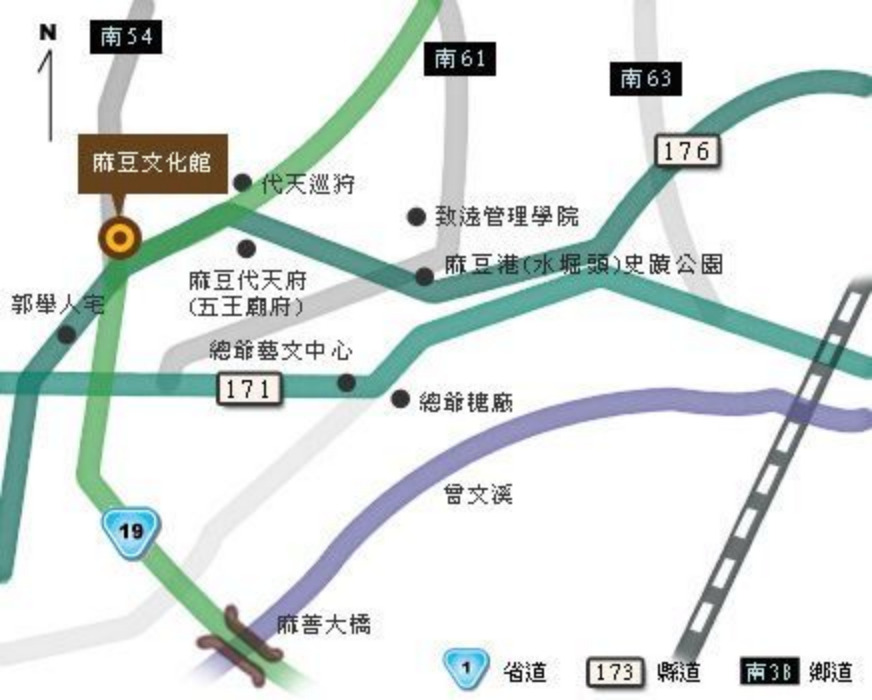 N
南54
南61
南63
176
麻豆文化館
代天巡狩
致遠管理學院
麻豆代天府
(五王廟府)
麻豆港(水堀頭)史蹟公園
郭舉人宅
總爺藝文中心
171
總爺糖廠
曾文溪
19
麻善大橋
1 省道
173 縣道
南38 鄉道